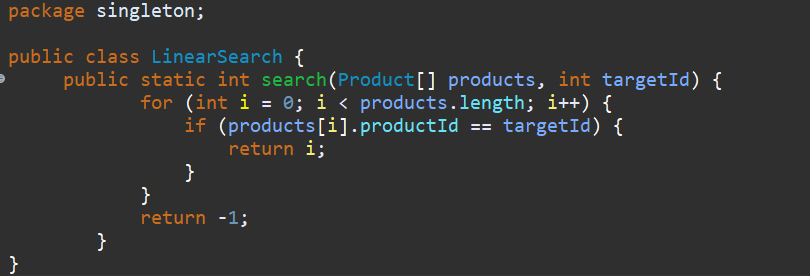 package singleton;
public class LinearSearch {
public static int search(Product[] products, int targetId) {
for (int i = 0; i < products.length; i++) {
if (products[i].productId == targetId) {
return i;
}
}
return -1;
}
}